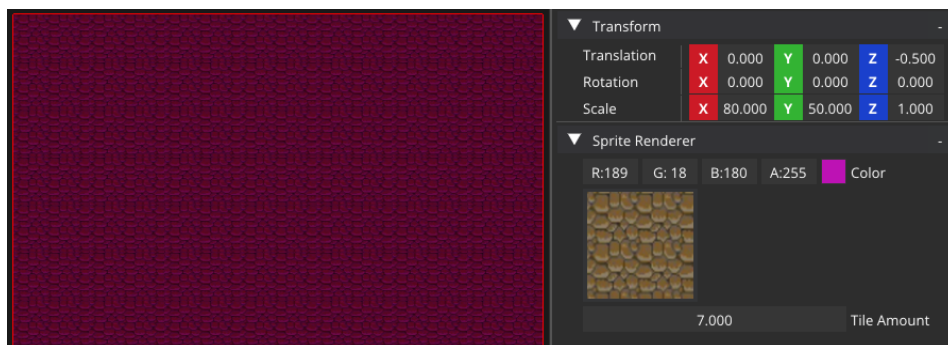 Transform -
Translation X 0.000 Y 0.000 Z -0.500
Rotation X 0.000 Y 0.000 Z 0.000
Scale X 80.000 Y 50.000 Z 1.000
Sprite Renderer -
R:189 G: 18 B:180 A:255 Color
7.000 Tile Amount